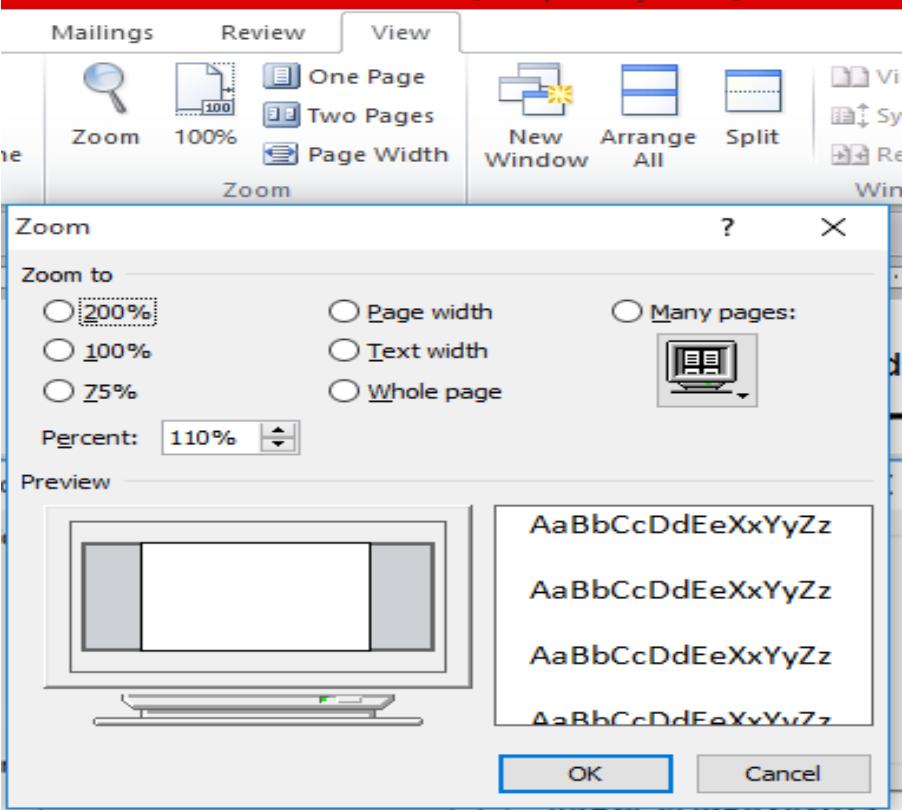 Mailings Review View
One Page
Two Pages
Page Width
Zoom 100%
New Window
Arrange All
Split
Zoom
Zoom ?
Zoom to
200% Page width Many pages:
100% Text width
75% Whole page
Percent: 110%
Preview
AaBbCcDdEeXxYyZz
AaBbCcDdEeXxYyZz
AaBbCcDdEeXxYyZz
AaBbCcDdEeXxYyZz
OK Cancel